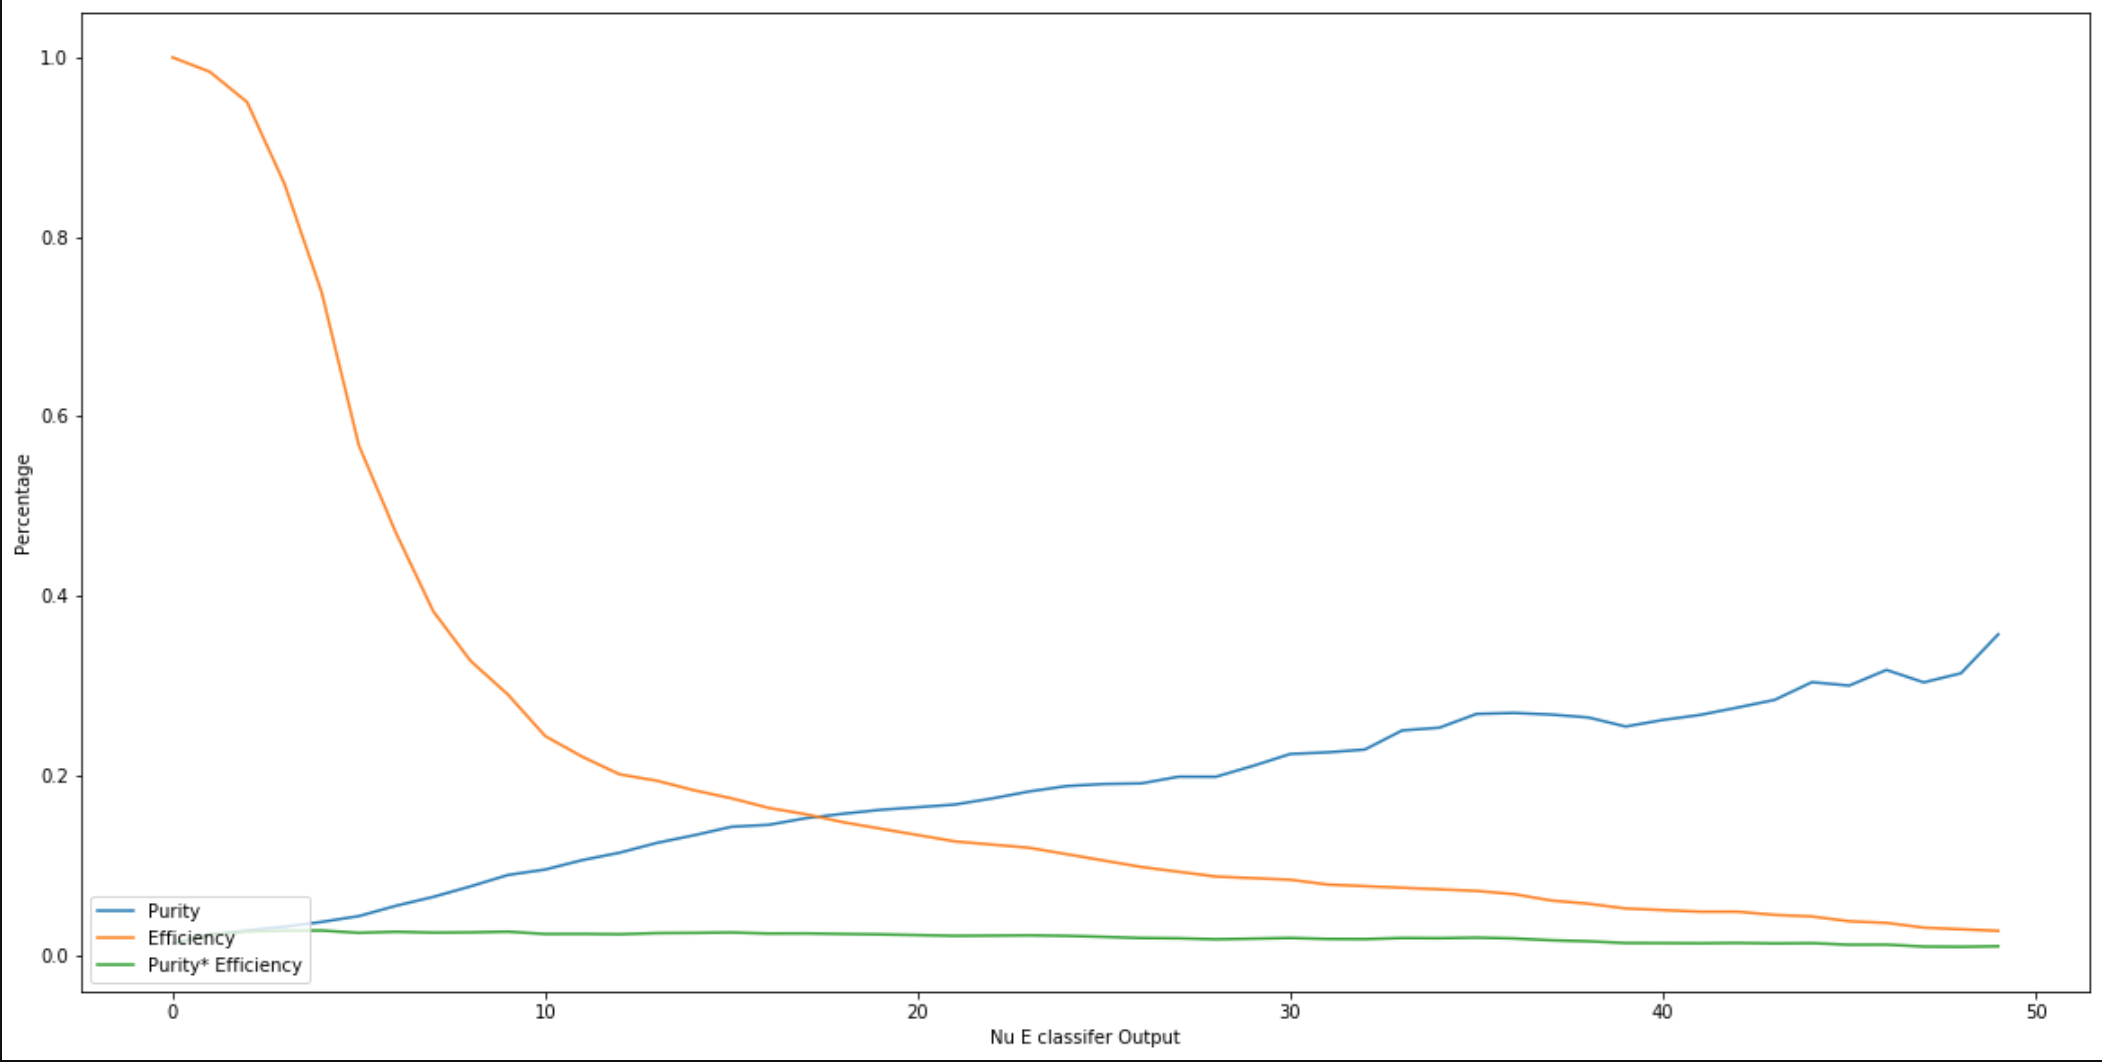 1.0
0.8
0.6
0.4
0.2
0.0
Percentage
Purity
Efficiency
Purity* Efficiency
0 10 20 30 40 50
Nu E classifer Output